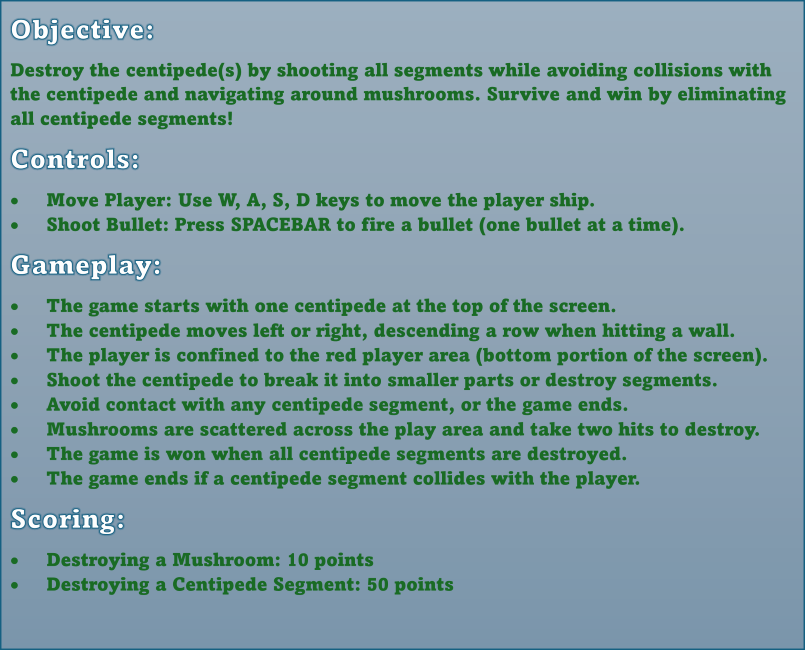 Objective:
Destroy the centipede(s) by shooting all segments while avoiding collisions with
the centipede and navigating around mushrooms. Survive and win by eliminating
all centipede segments!
Controls:
• Move Player: Use W, A, S, D keys to move the player ship.
• Shoot Bullet: Press SPACEBAR to fire a bullet (one bullet at a time).
Gameplay:
• The game starts with one centipede at the top of the screen.
• The centipede moves left or right, descending a row when hitting a wall.
• The player is confined to the red player area (bottom portion of the screen).
• Shoot the centipede to break it into smaller parts or destroy segments.
• Avoid contact with any centipede segment, or the game ends.
• Mushrooms are scattered across the play area and take two hits to destroy.
• The game is won when all centipede segments are destroyed.
• The game ends if a centipede segment collides with the player.
Scoring:
• Destroying a Mushroom: 10 points
• Destroying a Centipede Segment: 50 points